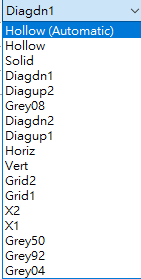 Diagdn1
Hollow (Automatic)
Hollow
Solid
Diagdn1
Diagup2
Grey08
Diagdn2
Diagup1
Horiz
Vert
Grid2
Grid1
X2
X1
Grey50
Grey92
Grey04